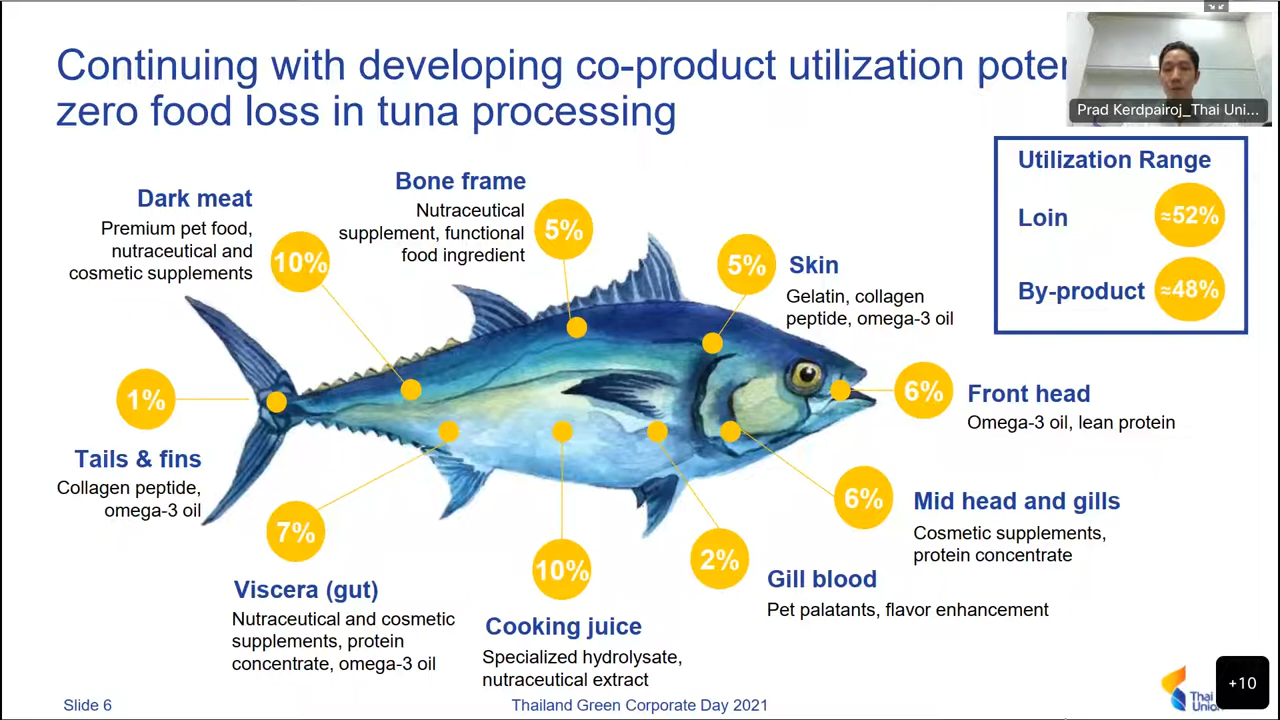 Continuing with developing co-product utilization
zero food loss in tuna processing
Prad Kerdpairoj_Thai Uni...
Utilization Range
Loin
≈52%
By-product
≈48%
Dark meat
Premium pet food,
nutraceutical and
cosmetic supplements
10%
Bone frame
Nutraceutical
supplement, functional
food ingredient
5%
5%
Skin
Gelatin, collagen
peptide, omega-3 oil
1%
Tails & fins
Collagen peptide,
omega-3 oil
6%
Front head
Omega-3 oil, lean protein
6%
Mid head and gills
Cosmetic supplements,
protein concentrate
7%
Viscera (gut)
Nutraceutical and cosmetic
supplements, protein
concentrate, omega-3 oil
10%
Cooking juice
Specialized hydrolysate,
nutraceutical extract
2%
Gill blood
Pet palatants, flavor enhancement
Slide 6
Thailand Green Corporate Day 2021
Thai
Union
+10